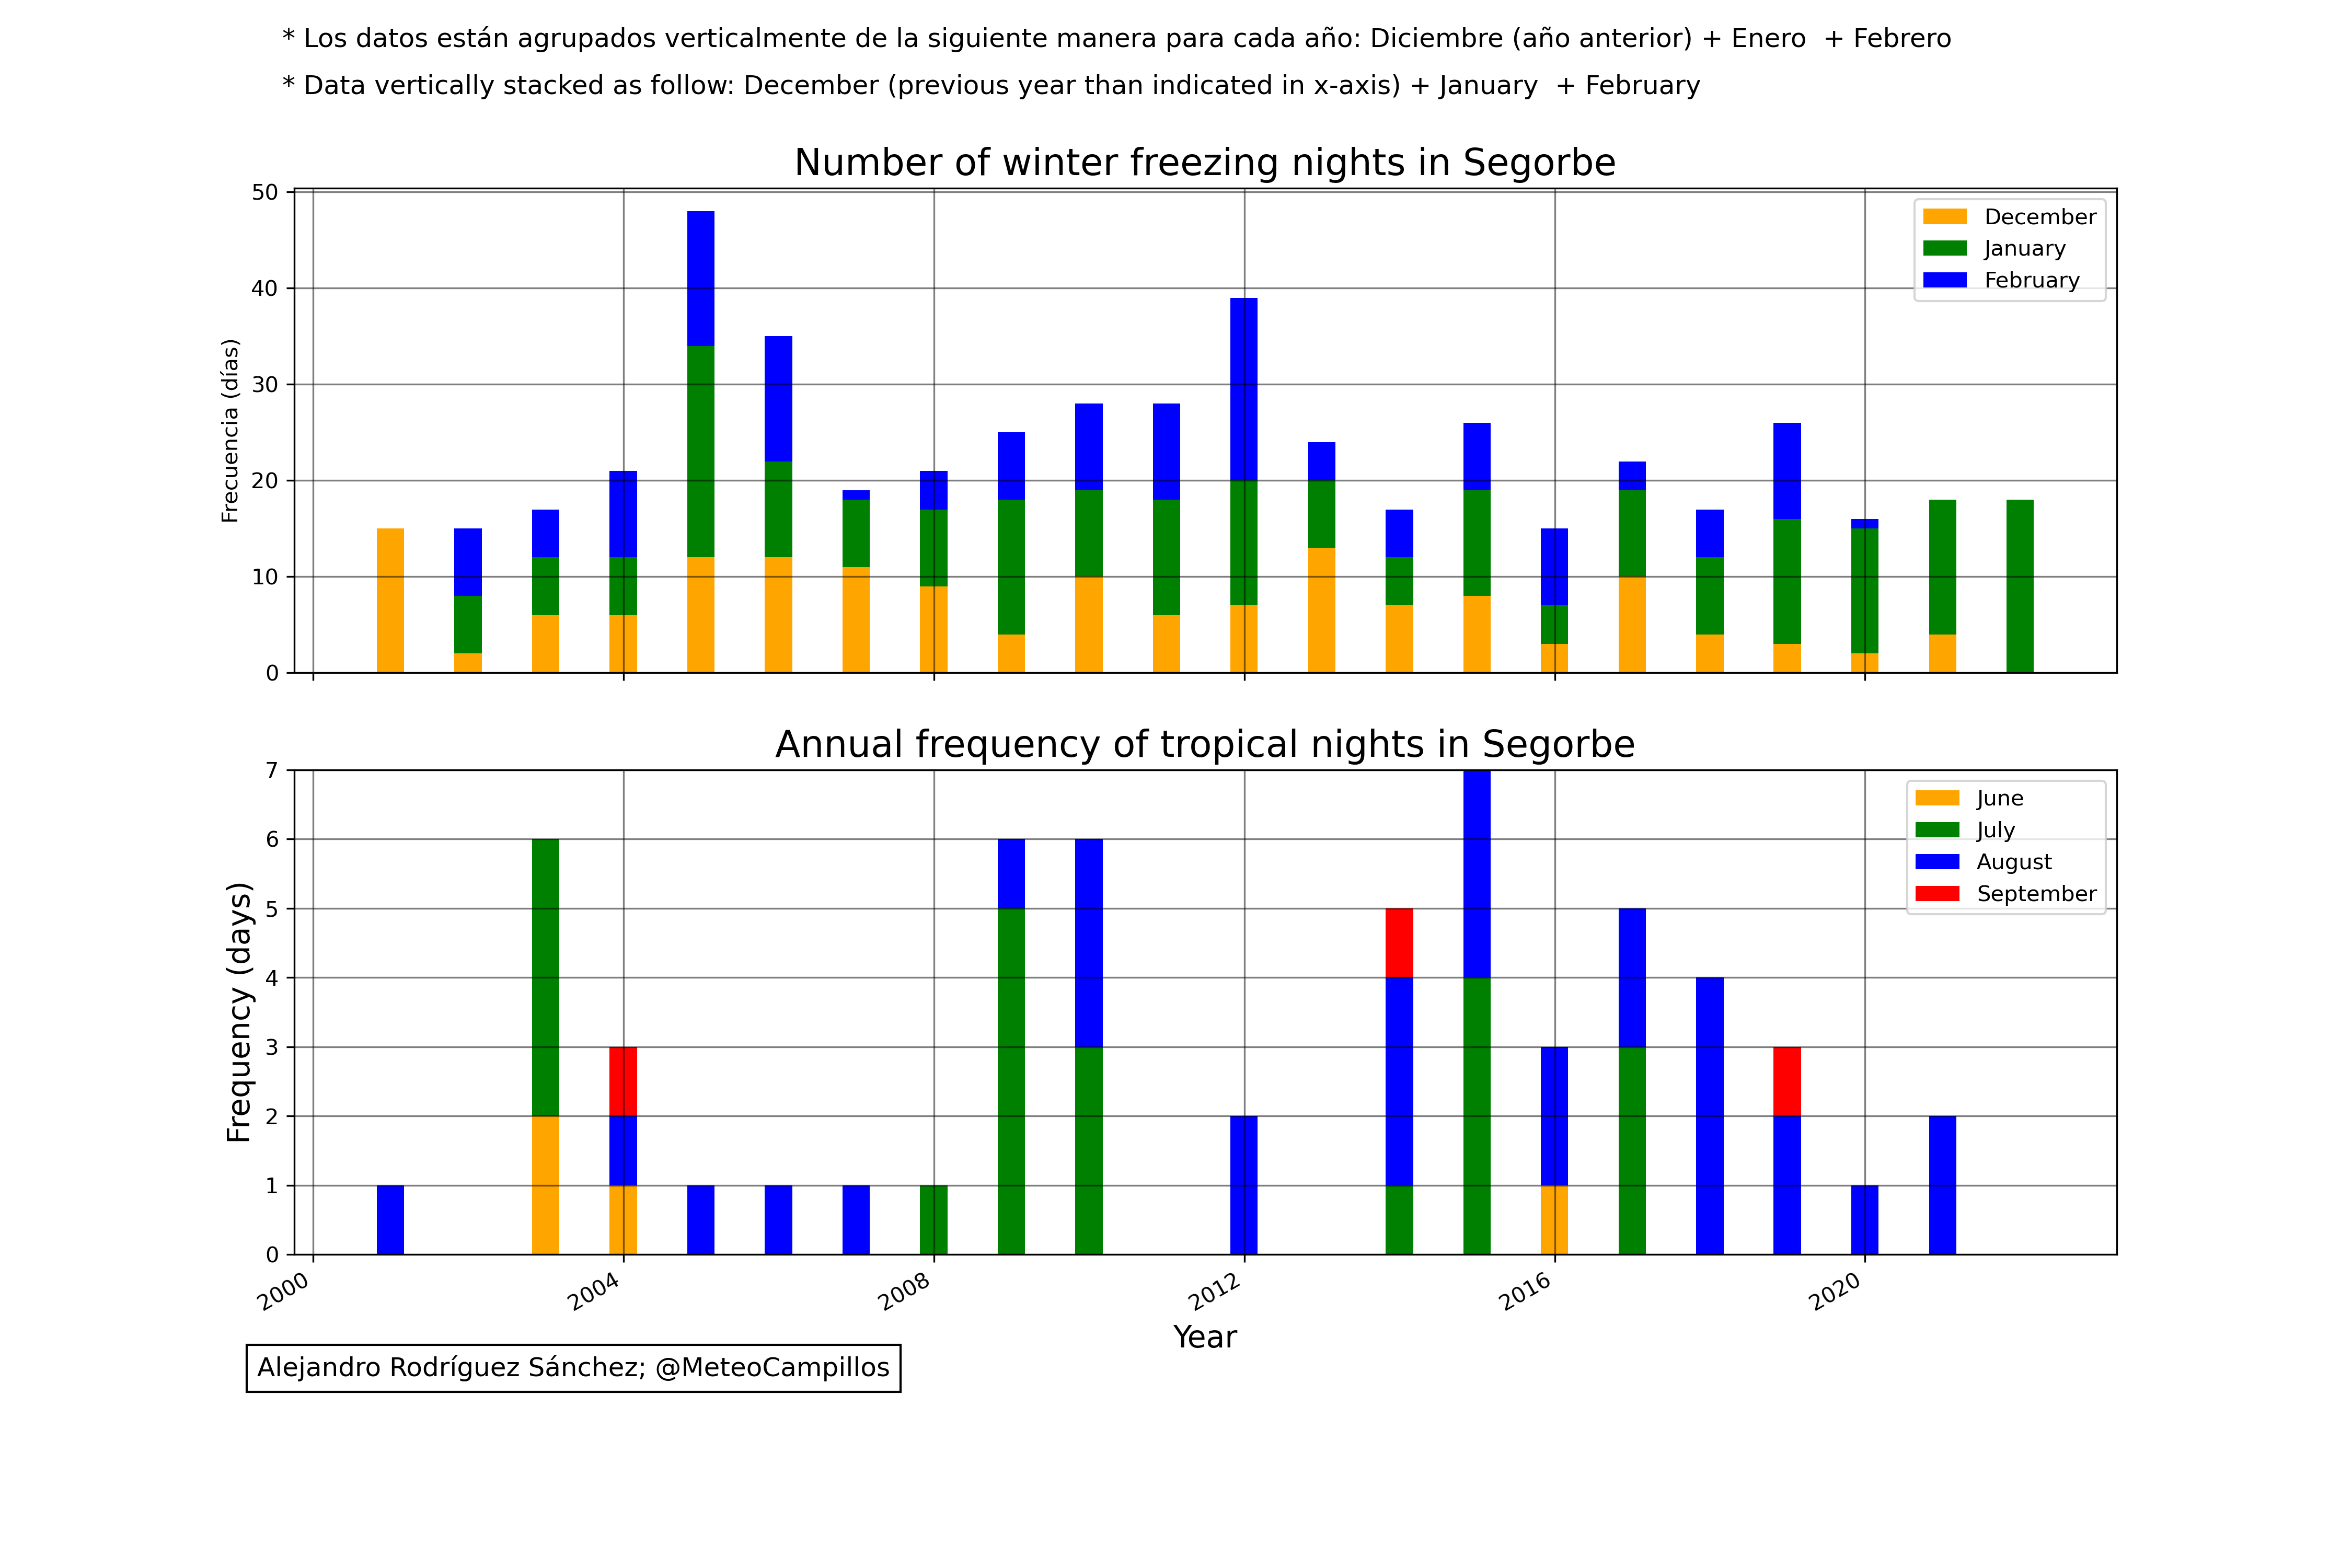 * Los datos están agrupados verticalmente de la siguiente manera para cada año: Diciembre (año anterior) + Enero  + Febrero
* Data vertically stacked as follow: December (previous year than indicated in x-axis) + January  + February
Number of winter freezing nights in Segorbe
50
40
30
20
10
0
Frecuencia (días)
December
January
February
Annual frequency of tropical nights in Segorbe
7
6
5
4
3
2
1
0
Frequency (days)
June
July
August
September
2000
2004
2008
2012
2016
2020
Year
Alejandro Rodríguez Sánchez; @MeteoCampillos